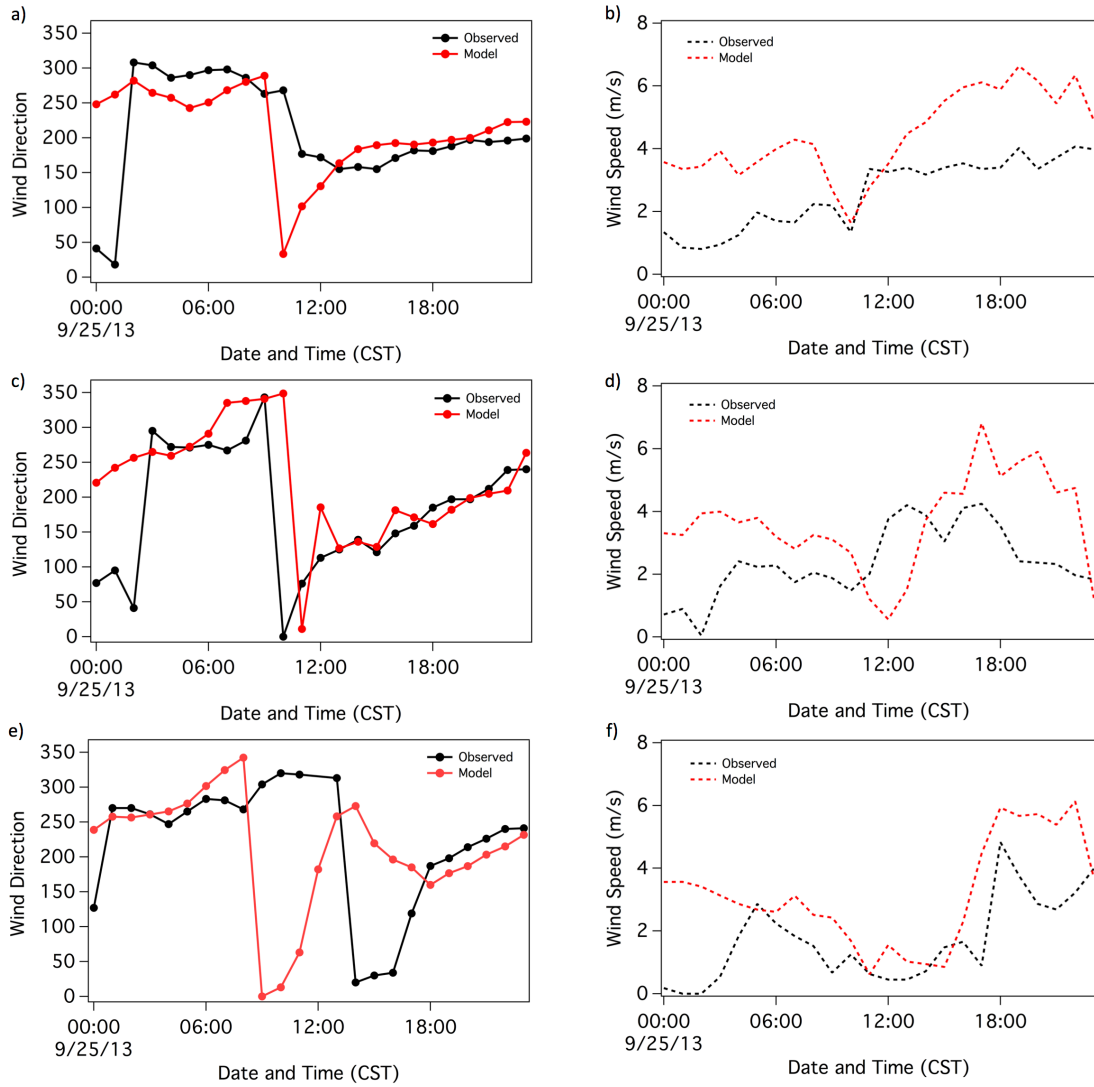 a)
Wind Direction
350
300
250
200
150
100
50
0
Observed
Model
00:00
06:00
12:00
18:00
9/25/13
Date and Time (CST)
b)
Wind Speed (m/s)
8
6
4
2
0
Observed
Model
00:00
06:00
12:00
18:00
9/25/13
Date and Time (CST)
c)
Wind Direction
350
300
250
200
150
100
50
0
Observed
Model
00:00
06:00
12:00
18:00
9/25/13
Date and Time (CST)
d)
Wind Speed (m/s)
8
6
4
2
0
Observed
Model
00:00
06:00
12:00
18:00
9/25/13
Date and Time (CST)
e)
Wind Direction
350
300
250
200
150
100
50
0
Observed
Model
00:00
06:00
12:00
18:00
9/25/13
Date and Time (CST)
f)
Wind Speed (m/s)
8
6
4
2
0
Observed
Model
00:00
06:00
12:00
18:00
9/25/13
Date and Time (CST)